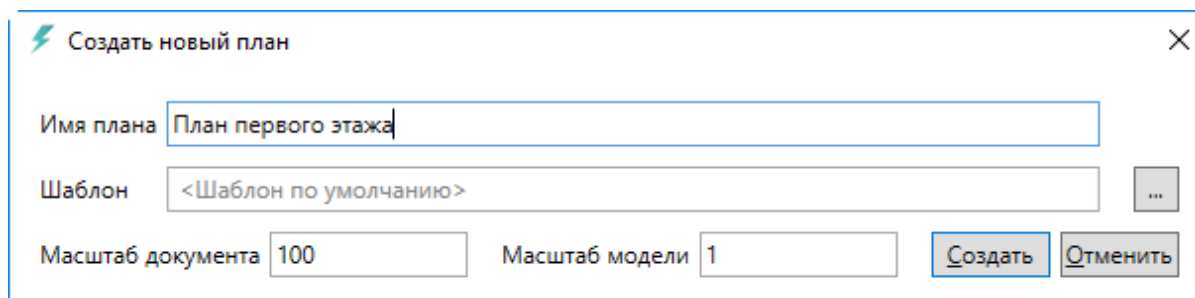 Создать новый план
Имя плана План первого этажа
Шаблон <Шаблон по умолчанию> ...
Масштаб документа 100 Масштаб модели 1 Создать Отменить